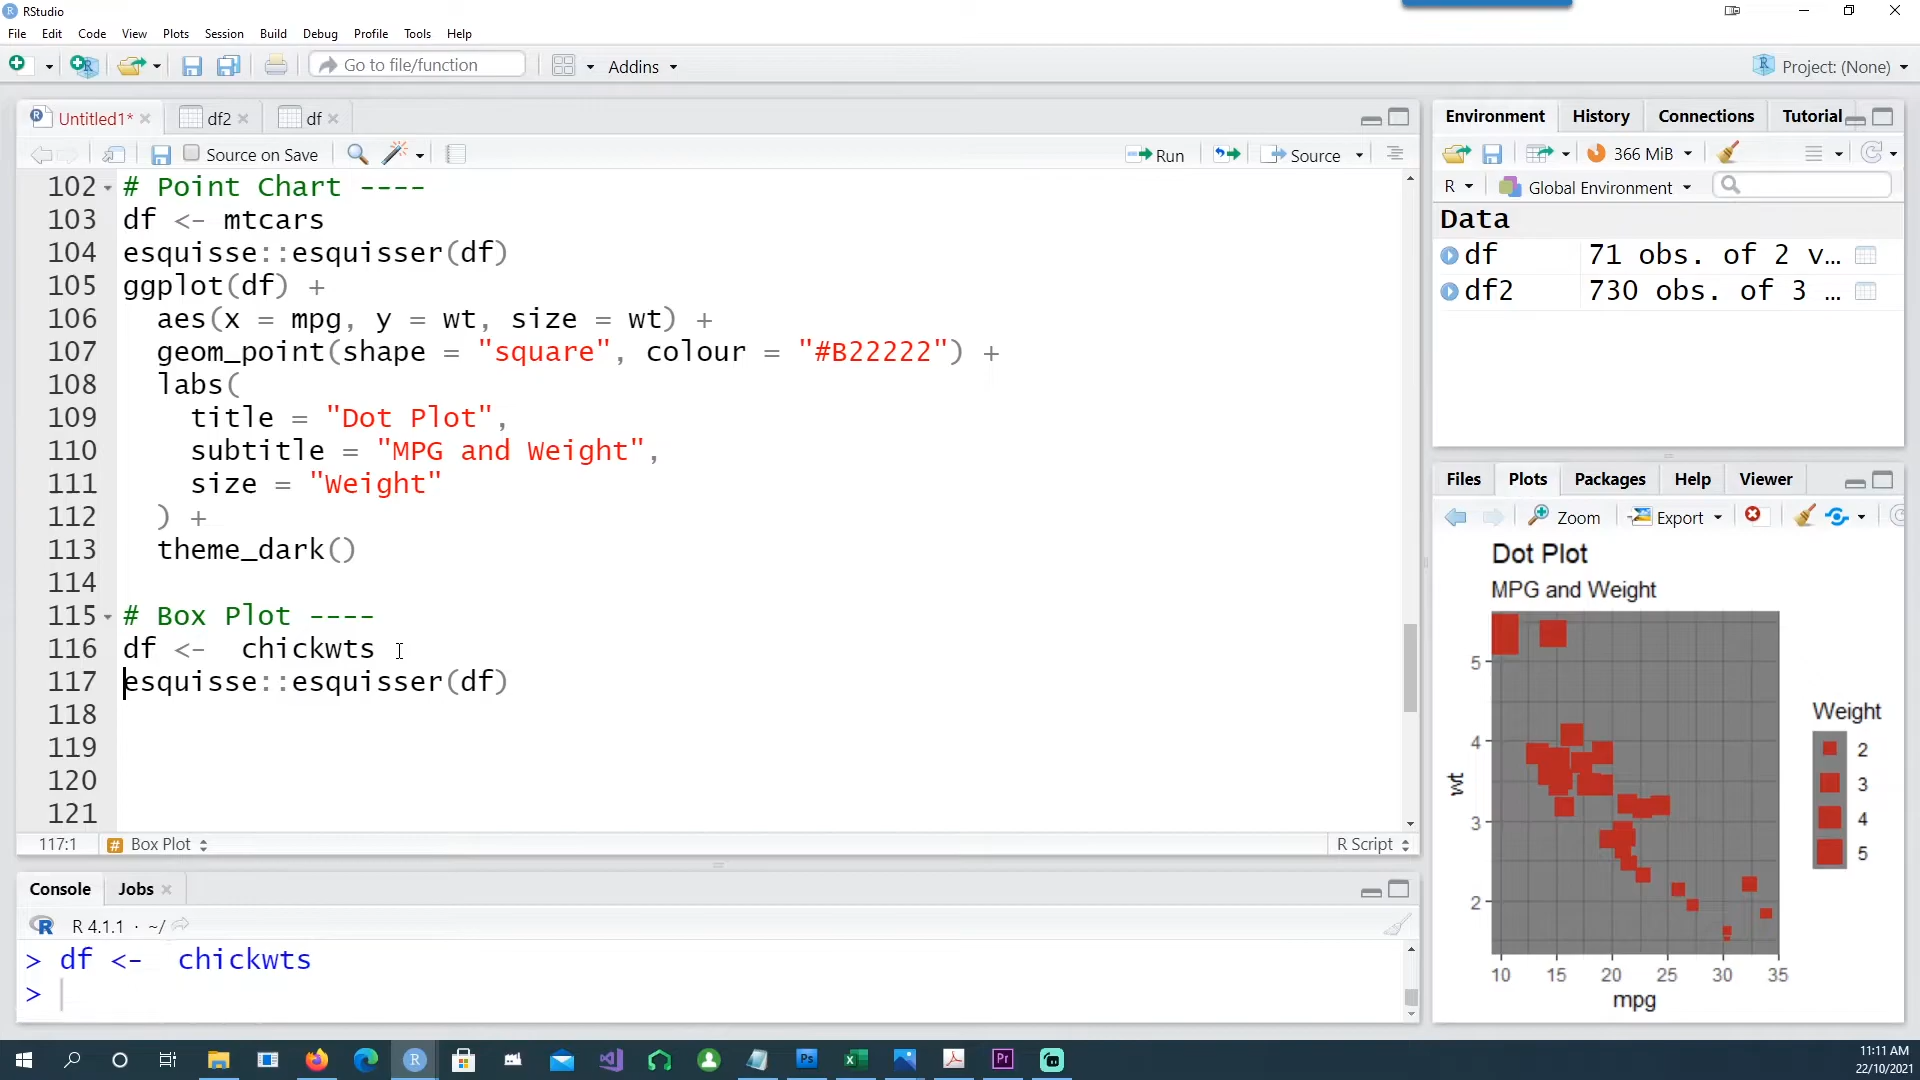 RStudio
File Edit Code View Plots Session Build Debug Profile Tools Help
Go to file/function Addins Project: (None)
Untitled1* df2 df
Source on Save Run Source
102 # Point Chart ----
103 df <- mtcars
104 esquisse::esquisser(df)
105 ggplot(df) +
106 aes(x = mpg, y = wt, size = wt) +
107 geom_point(shape = "square", colour = "#B22222") +
108 labs(
109 title = "Dot Plot",
110 subtitle = "MPG and Weight",
111 size = "Weight"
112 ) +
113 theme_dark()
114
115 # Box Plot ----
116 df <-  chickwts
117 esquisse::esquisser(df)
118
119
120
121
117:1 # Box Plot R Script
Console Jobs
R 4.1.1 · ~/
> df <-  chickwts
>
Environment History Connections Tutorial
366 MiB
R Global Environment
Data
df 71 obs. of 2 v…
df2 730 obs. of 3 …
Files Plots Packages Help Viewer
Zoom Export
Dot Plot
MPG and Weight
5
4
3
2
wt
10 15 20 25 30 35
mpg
Weight
2
3
4
5
Ps Pr
11:11 AM
22/10/2021